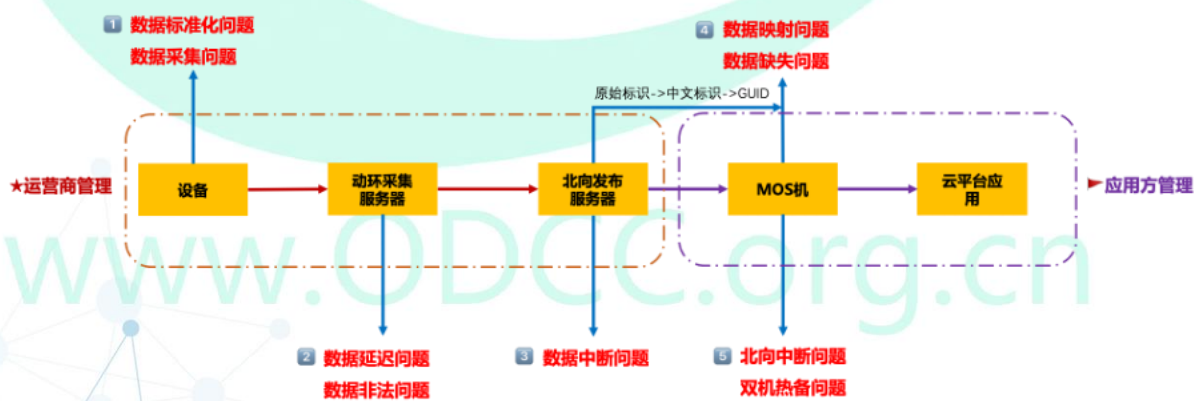 1 数据标准化问题
数据采集问题
4 数据映射问题
数据缺失问题
原始标识->中文标识->GUID
★运营商管理
设备
动环采集
服务器
北向发布
服务器
MOS机
云平台应
用
应用方管理
www.ODCC.org.cn
2 数据延迟问题
数据非法问题
3 数据中断问题
5 北向中断问题
双机热备问题